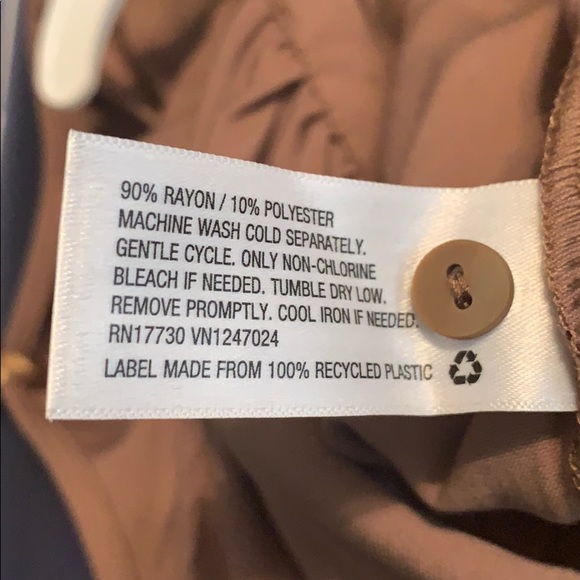 90% RAYON / 10% POLYESTER
MACHINE WASH COLD SEPARATELY.
GENTLE CYCLE. ONLY NON-CHLORINE
BLEACH IF NEEDED. TUMBLE DRY LOW.
REMOVE PROMPTLY. COOL IRON IF NEEDED.
RN17730 VN1247024
LABEL MADE FROM 100% RECYCLED PLASTIC